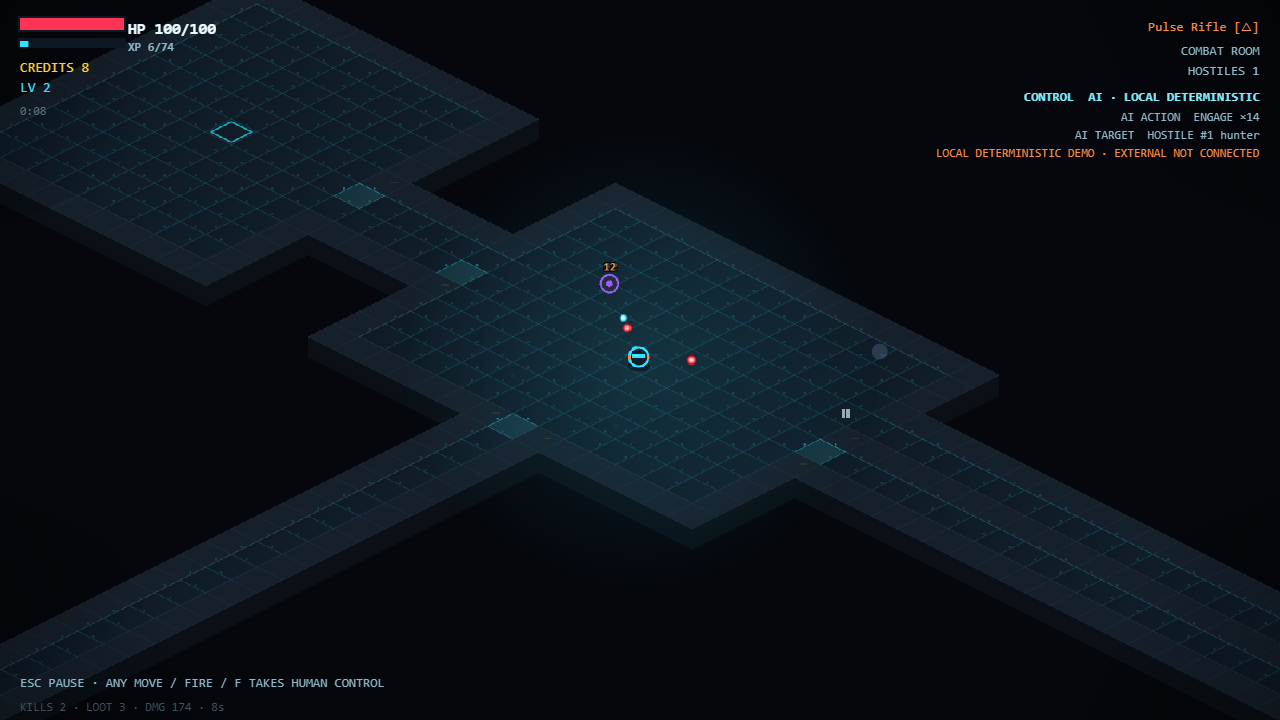 HP 100/100
XP 6/74
CREDITS 8
LV 2
0:08
Pulse Rifle [△]
COMBAT ROOM
HOSTILES 1
CONTROL AI · LOCAL DETERMINISTIC
AI ACTION ENGAGE ×14
AI TARGET HOSTILE #1 hunter
LOCAL DETERMINISTIC DEMO · EXTERNAL NOT CONNECTED
12
ESC PAUSE · ANY MOVE / FIRE / F TAKES HUMAN CONTROL
KILLS 2 · LOOT 3 · DMG 174 · 8s